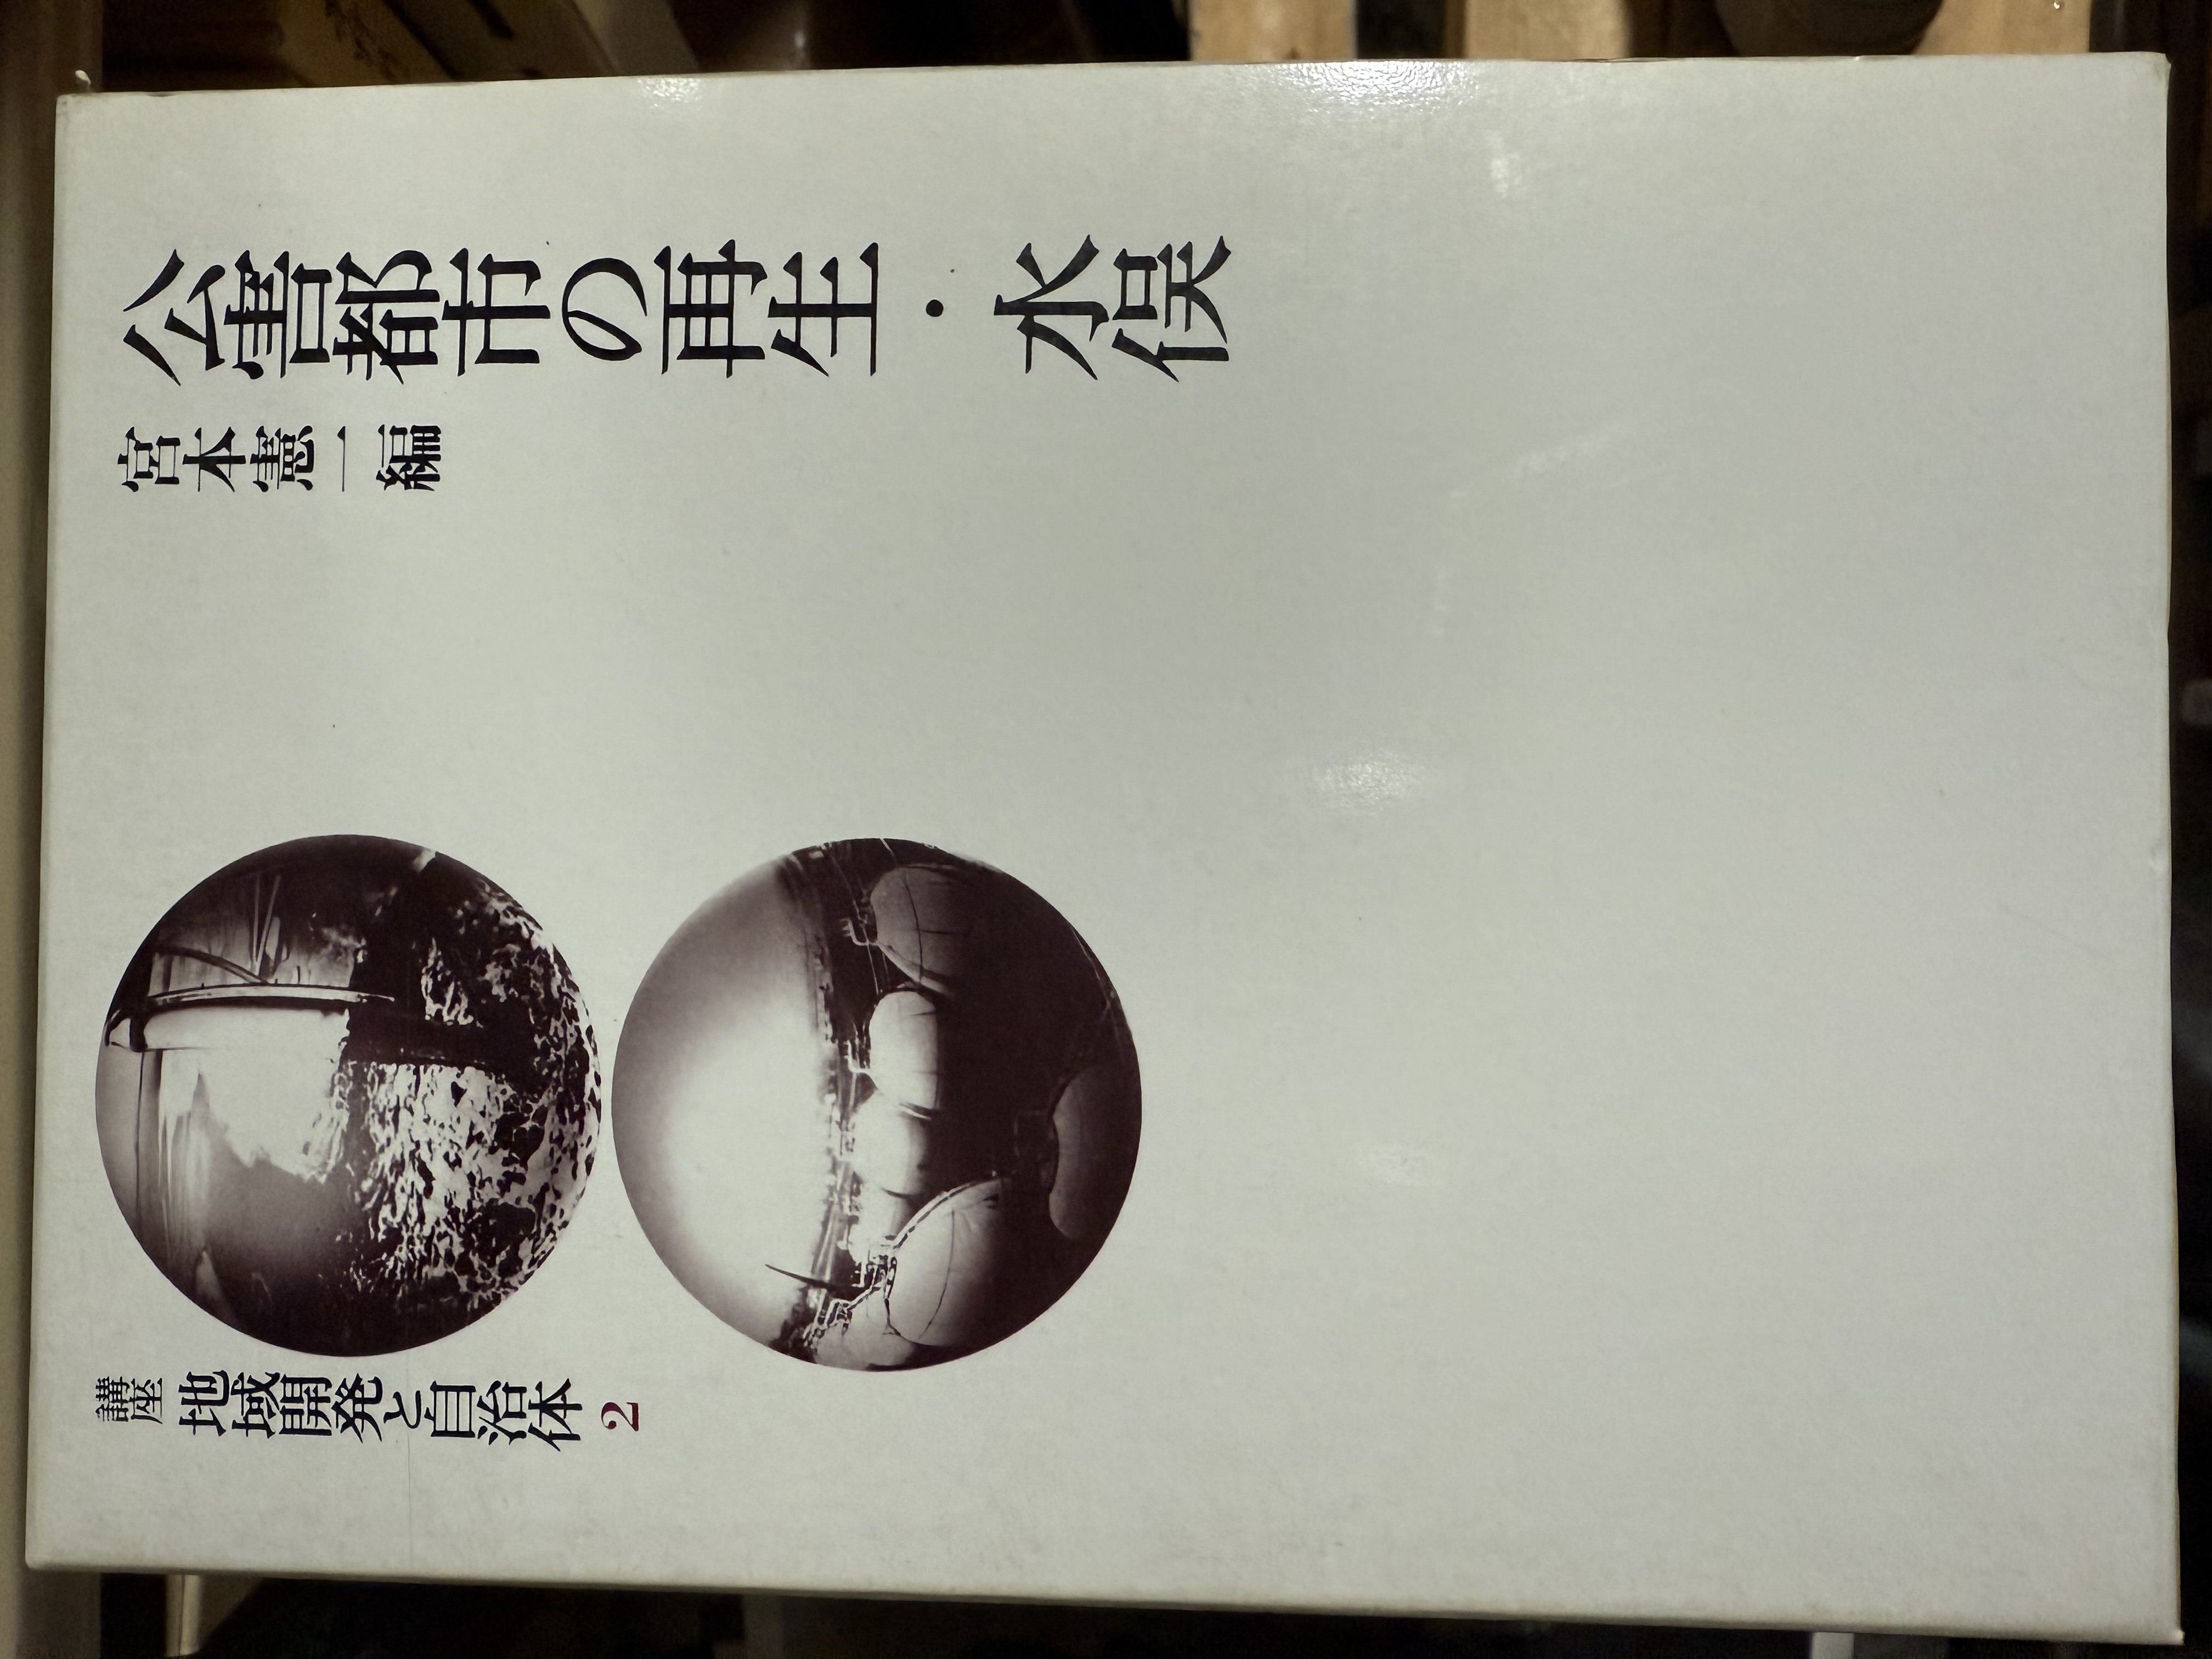 公害都市の再生・水俣
宮本憲一編
講座 地域開発と自治体 2